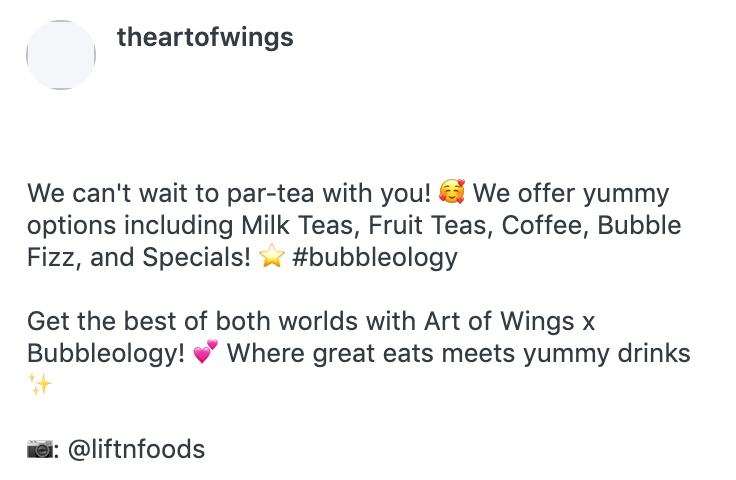 theartofwings
We can't wait to par-tea with you! 🥰 We offer yummy
options including Milk Teas, Fruit Teas, Coffee, Bubble
Fizz, and Specials! ⭐ #bubbleology
Get the best of both worlds with Art of Wings x
Bubbleology! 💕 Where great eats meets yummy drinks
✨
📷: @liftnfoods